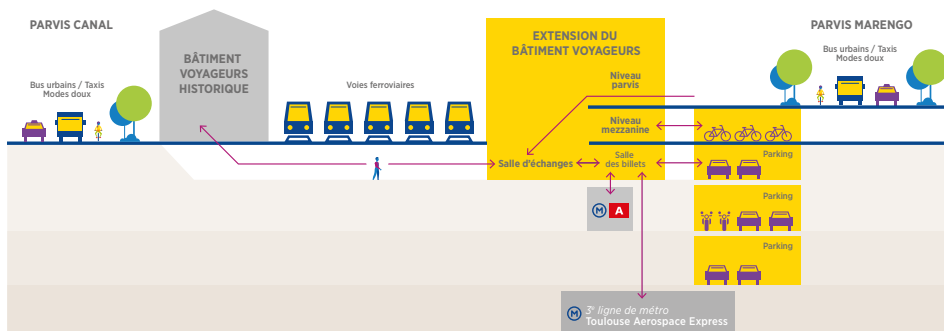 PARVIS CANAL
Bus urbains / Taxis
Modes doux
BÂTIMENT
VOYAGEURS
HISTORIQUE
Voies ferroviaires
EXTENSION DU
BÂTIMENT VOYAGEURS
Niveau
parvis
Niveau
mezzanine
Salle d'échanges
Salle
des billets
PARVIS MARENGO
Bus urbains / Taxis
Modes doux
Parking
Parking
Parking
M A
M 3e ligne de métro
Toulouse Aerospace Express